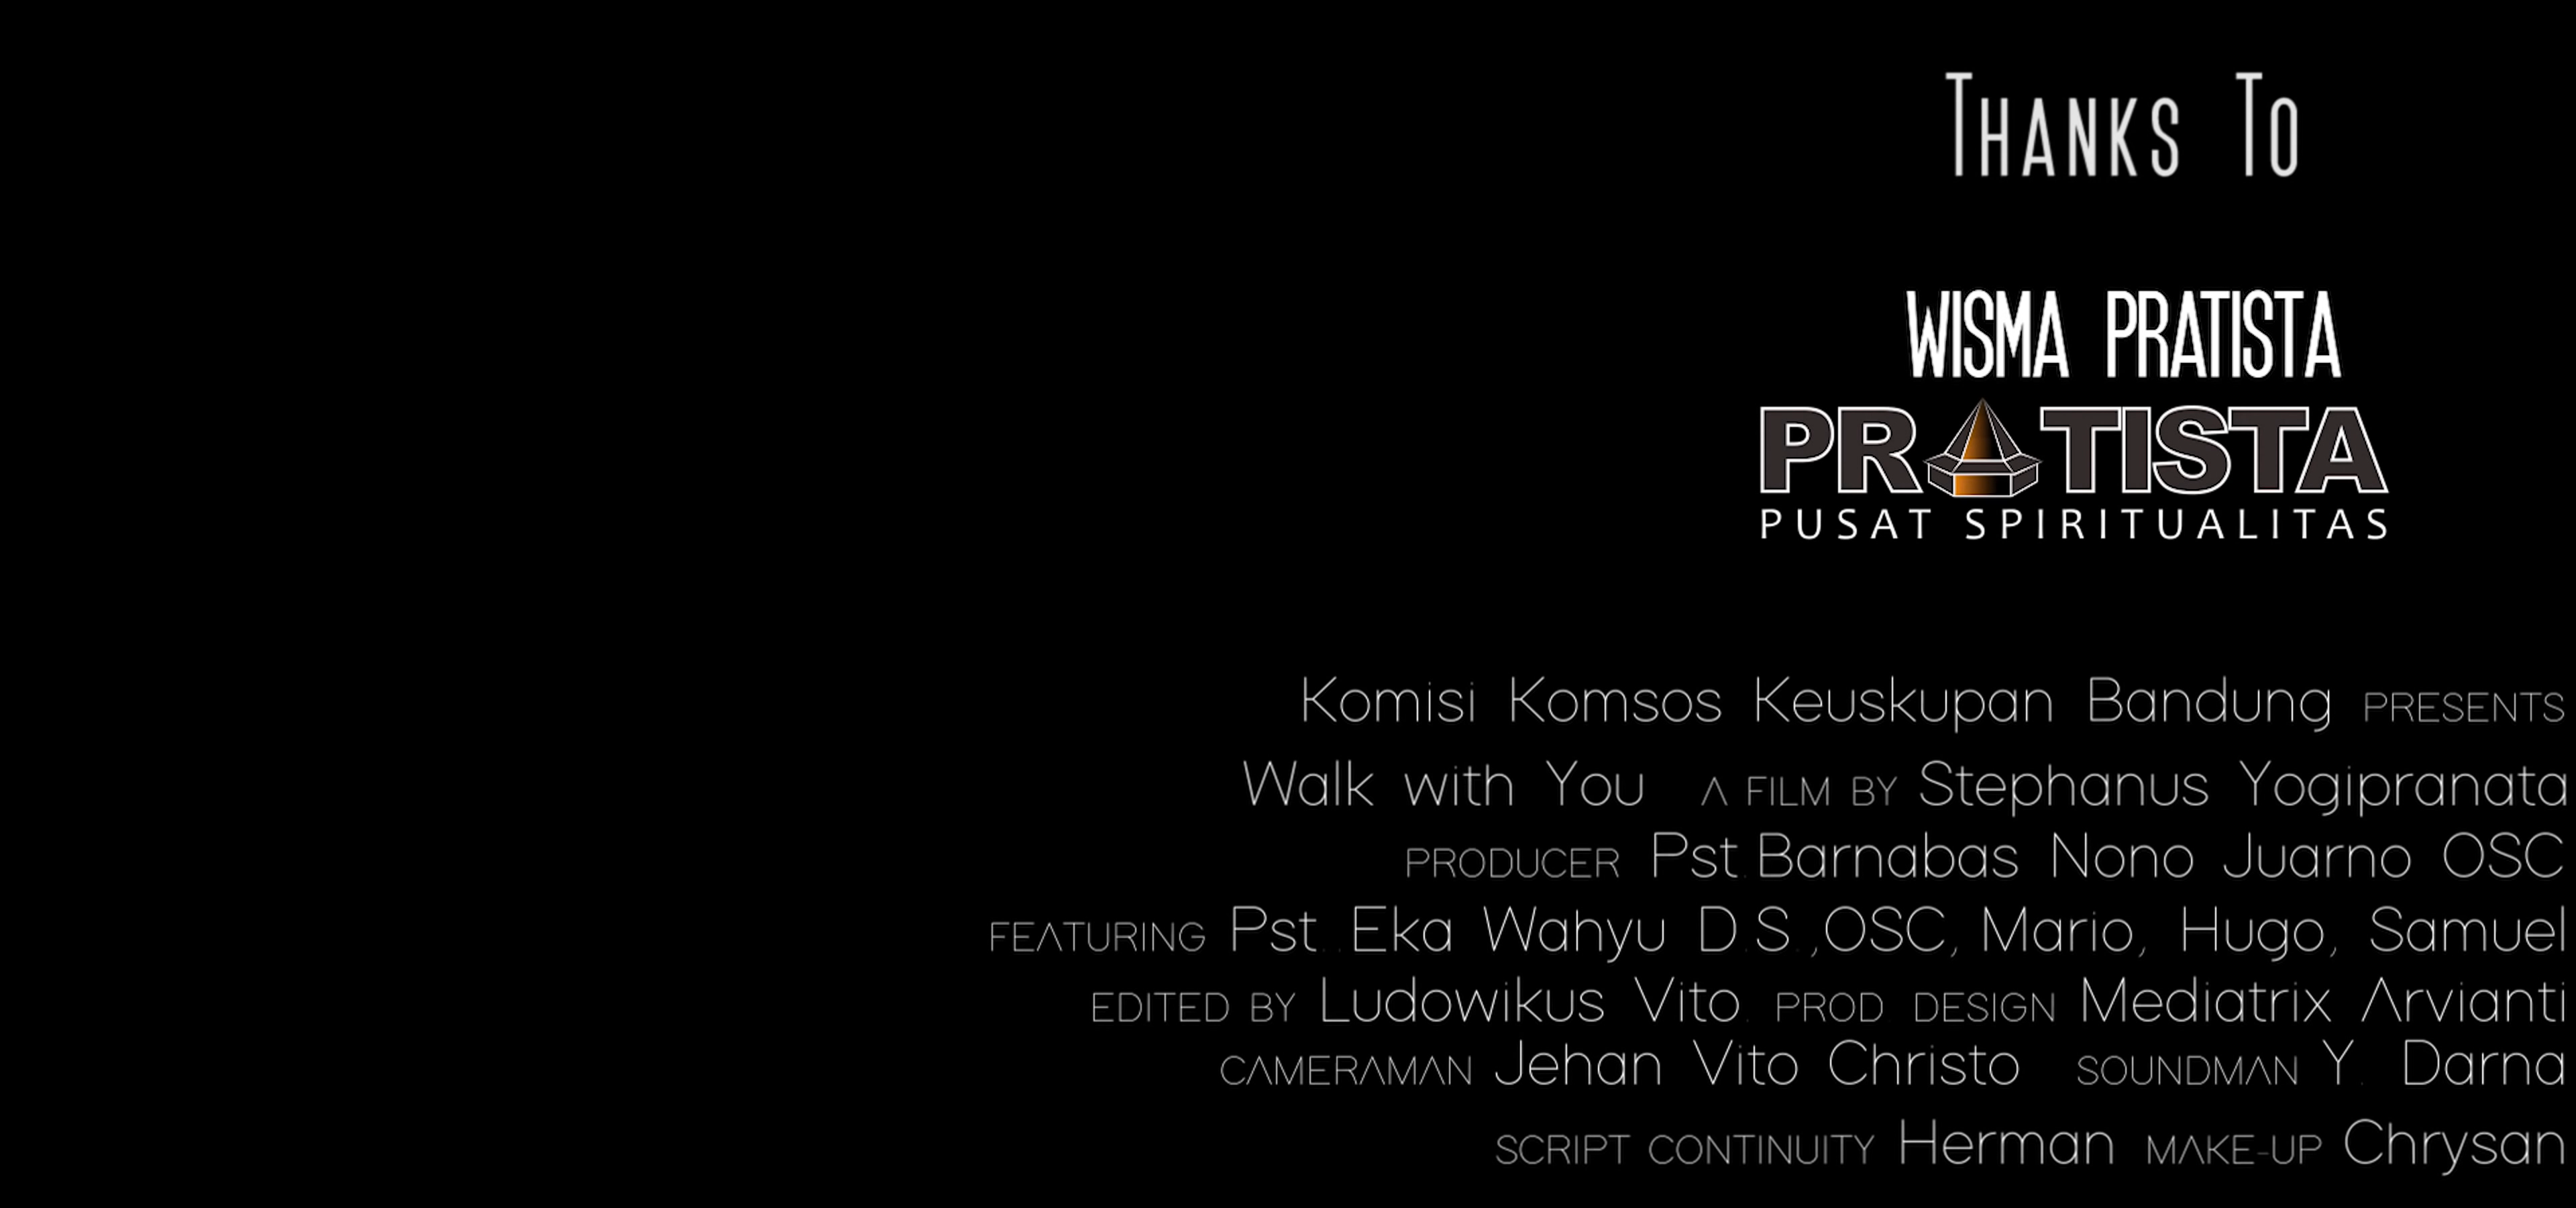 Thanks To
WISMA PRATISTA
PRATISTA
PUSAT SPIRITUALITAS
Komisi Komsos Keuskupan Bandung PRESENTS
Walk with You A FILM BY Stephanus Yogipranata
PRODUCER Pst.Barnabas Nono Juarno OSC
FEATURING Pst..Eka Wahyu D.S.,OSC, Mario, Hugo, Samuel
EDITED BY Ludowikus Vito. PROD. DESIGN Mediatrix Arvianti
CAMERAMAN Jehan Vito Christo SOUNDMAN Y. Darna
SCRIPT CONTINUITY Herman MAKE-UP Chrysan